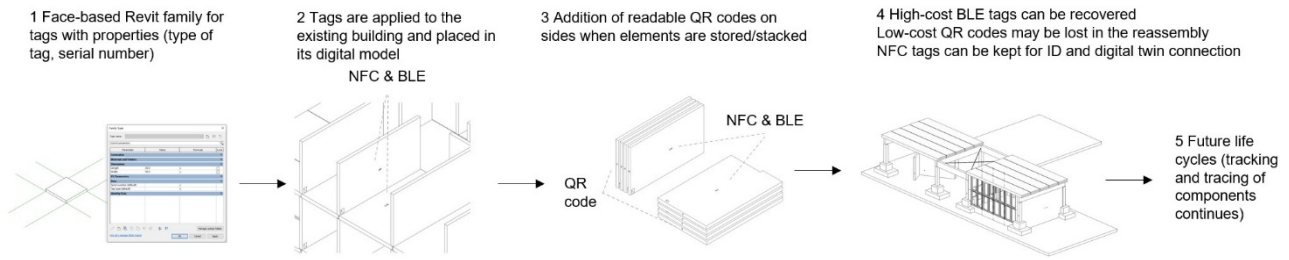 1 Face-based Revit family for
tags with properties (type of
tag, serial number)
2 Tags are applied to the
existing building and placed in
its digital model
NFC & BLE
3 Addition of readable QR codes on
sides when elements are stored/stacked
NFC & BLE
QR
code
4 High-cost BLE tags can be recovered
Low-cost QR codes may be lost in the reassembly
NFC tags can be kept for ID and digital twin connection
5 Future life
cycles (tracking
and tracing of
components
continues)